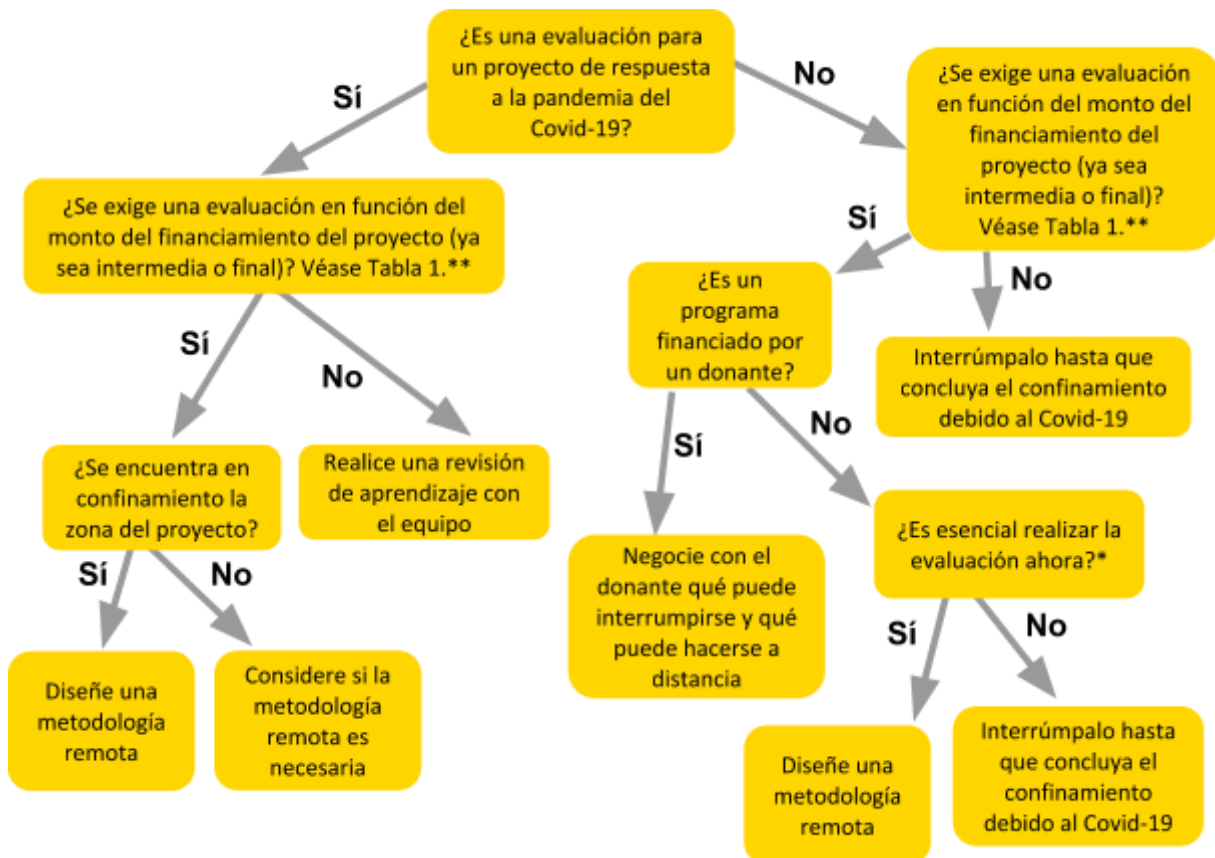 ¿Es una evaluación para
un proyecto de respuesta
a la pandemia del
Covid-19?
Sí
No
¿Se exige una evaluación
en función del monto del
financiamiento del
proyecto (ya sea
intermedia o final)?
Véase Tabla 1.**
¿Se exige una evaluación en función del
monto del financiamiento del proyecto (ya
sea intermedia o final)? Véase Tabla 1.**
Sí
No
¿Es un
programa
financiado por
un donante?
Interrúmpalo hasta que
concluya el confinamiento
debido al Covid-19
Sí
No
¿Se encuentra en
confinamiento la
zona del proyecto?
Realice una revisión
de aprendizaje con
el equipo
Sí
No
Negocie con el
donante qué puede
interrumpirse y qué
puede hacerse a
distancia
¿Es esencial realizar la
evaluación ahora?*
Sí
No
Diseñe una
metodología
remota
Considere si la
metodología
remota es
necesaria
Sí
No
Diseñe una
metodología
remota
Interrúmpalo hasta
que concluya el
confinamiento
debido al Covid-19